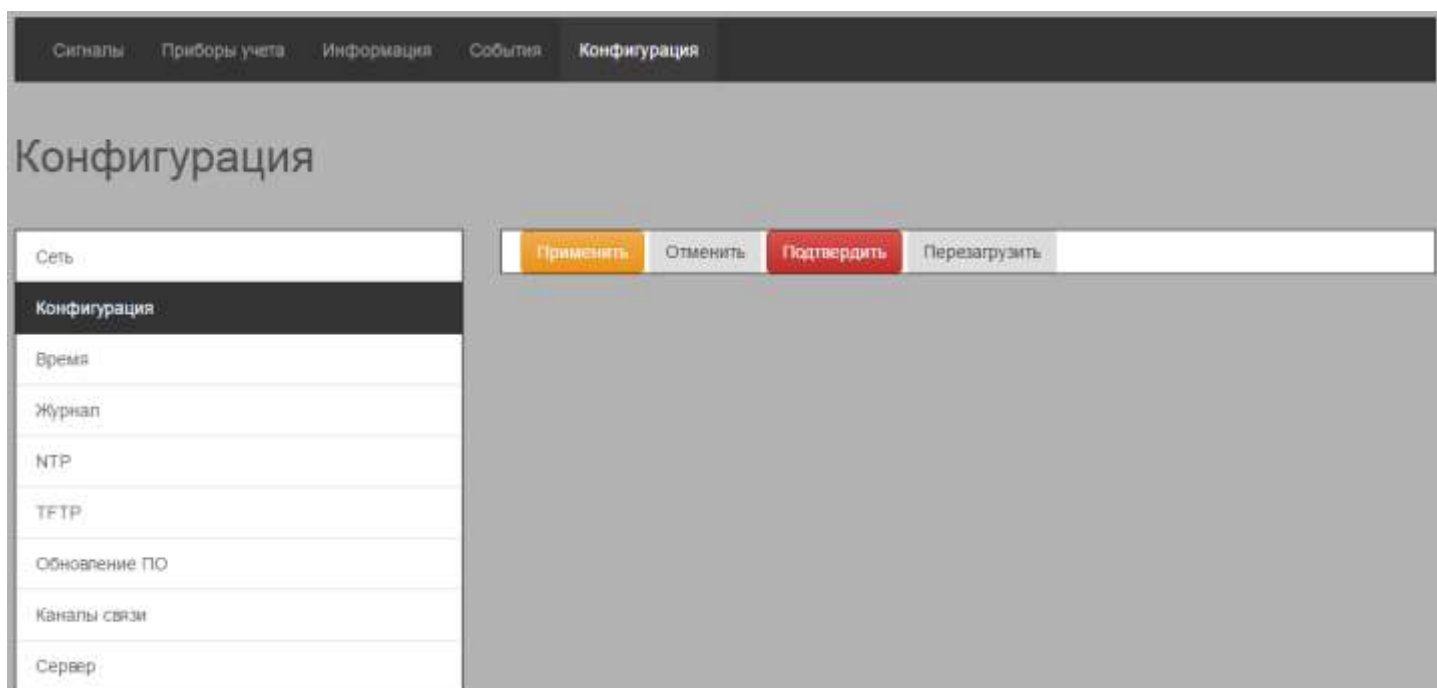 Сигналы Приборы учета Информация События Конфигурация
Конфигурация
Сеть
Применить Отменить Подтвердить Перезагрузить
Конфигурация
Время
Журнал
NTP
TFTP
Обновление ПО
Каналы связи
Сервер